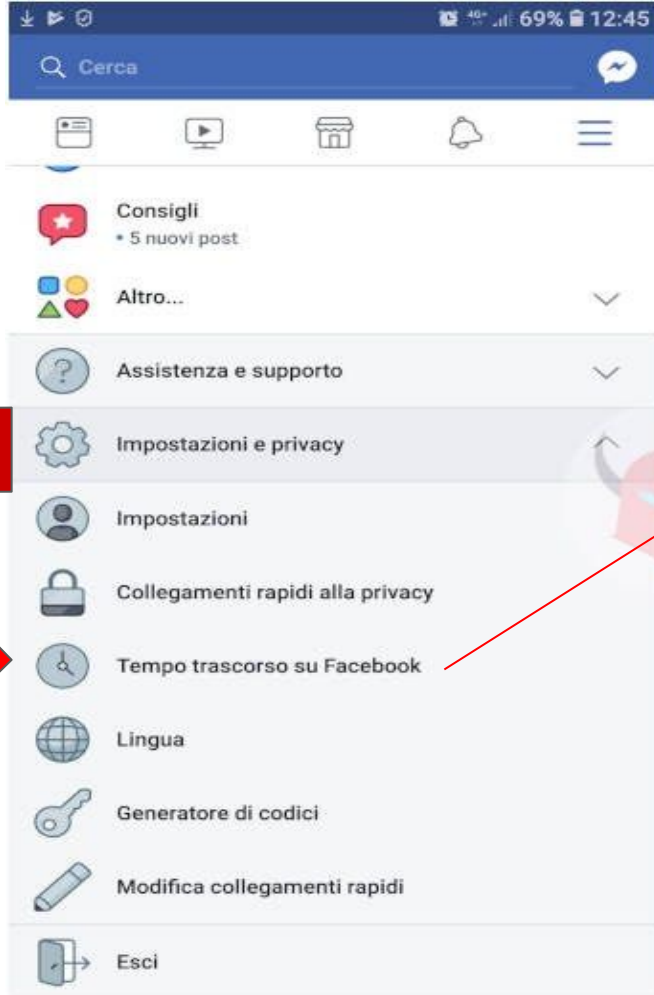 4G+ 69% 12:45
Cerca
Consigli
• 5 nuovi post
Altro...
?
Assistenza e supporto
Impostazioni e privacy
Impostazioni
Collegamenti rapidi alla privacy
Tempo trascorso su Facebook
Lingua
Generatore di codici
Modifica collegamenti rapidi
Esci